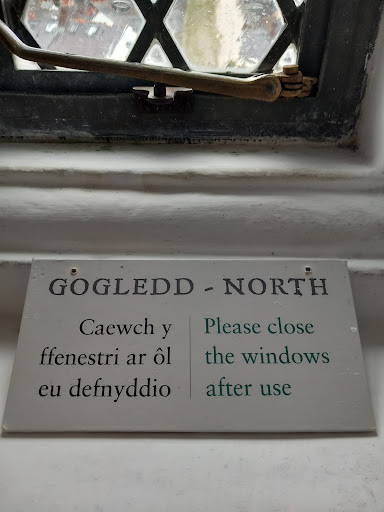 GOGLEDD - NORTH
Caewch y
ffenestri ar ôl
eu defnyddio
Please close
the windows
after use